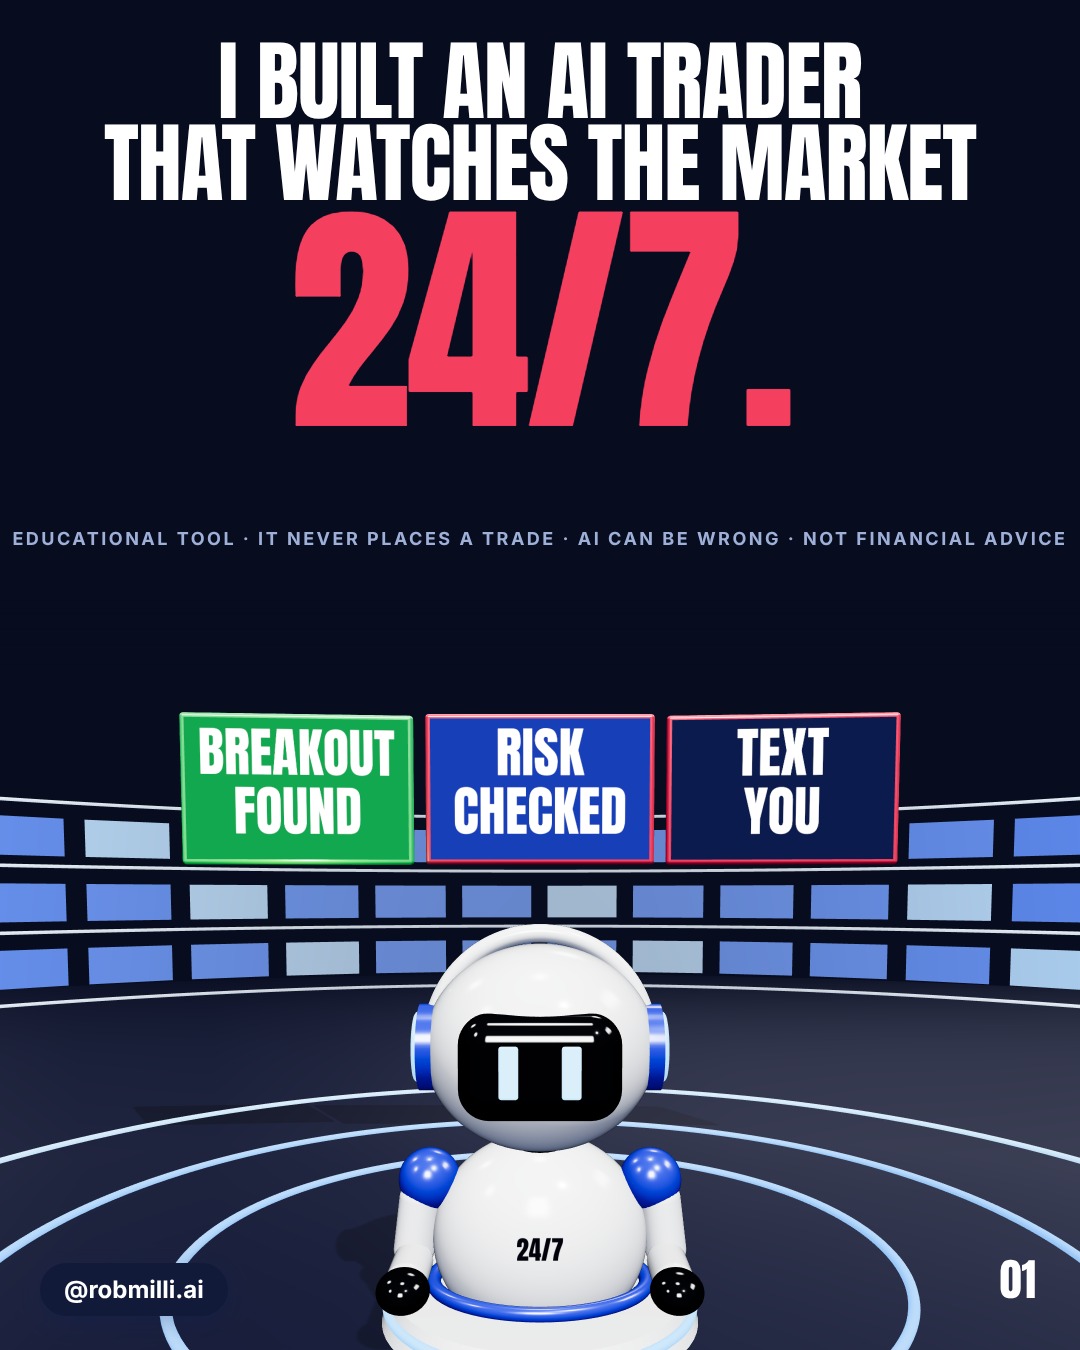 I BUILT AN AI TRADER
THAT WATCHES THE MARKET
24/7.
EDUCATIONAL TOOL · IT NEVER PLACES A TRADE · AI CAN BE WRONG · NOT FINANCIAL ADVICE
BREAKOUT
FOUND
RISK
CHECKED
TEXT
YOU
24/7
@robmilli.ai
01